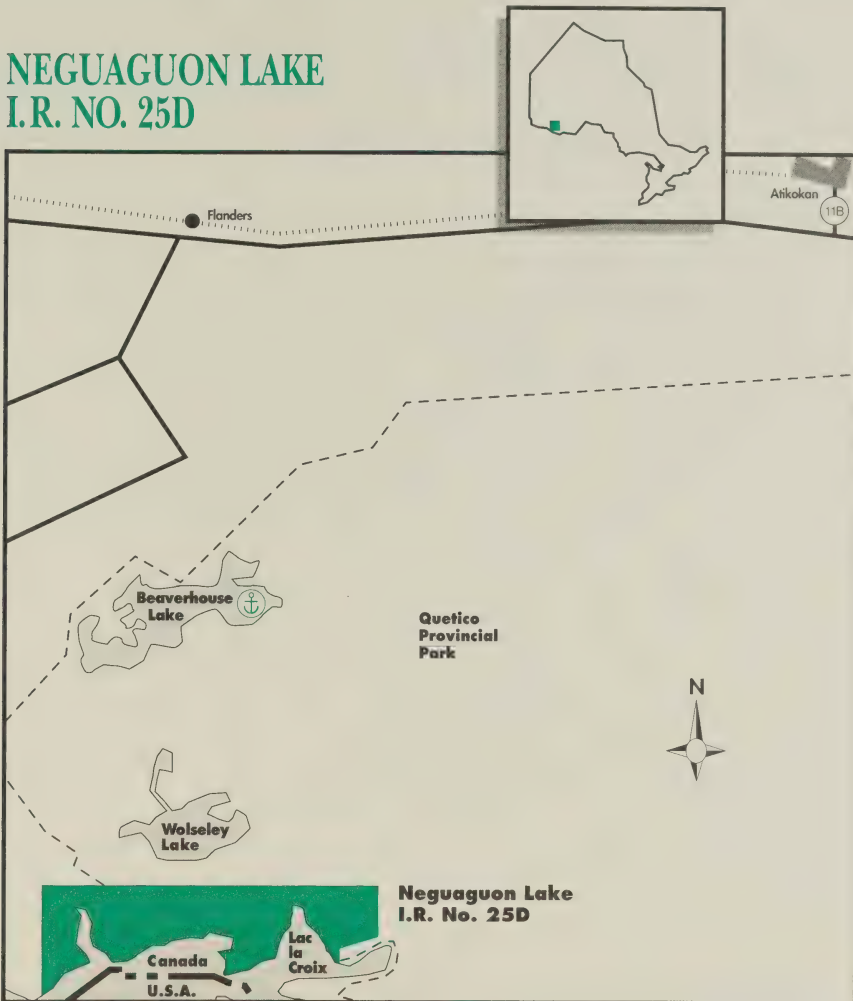 NEGUAGUON LAKE
I.R. NO. 25D
Flanders
Atikokan
11B
Beaverhouse
Lake
Quetico
Provincial
Park
N
Wolseley
Lake
Neguaguon Lake
I.R. No. 25D
Lac
la
Croix
Canada
U.S.A.